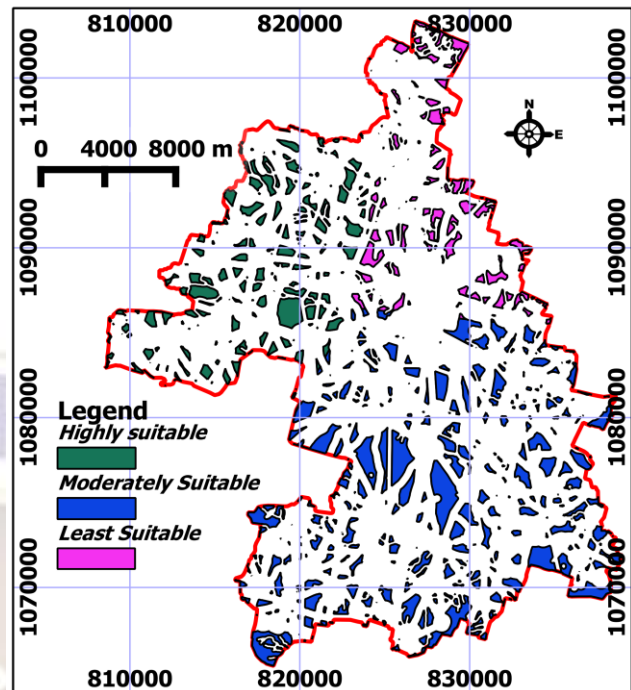 810000 820000 830000
1100000 1100000
N
E
0 4000 8000 m
1090000 1090000
Legend
Highly suitable
Moderately Suitable
Least Suitable
1080000 1080000
1070000 1070000
810000 820000 830000